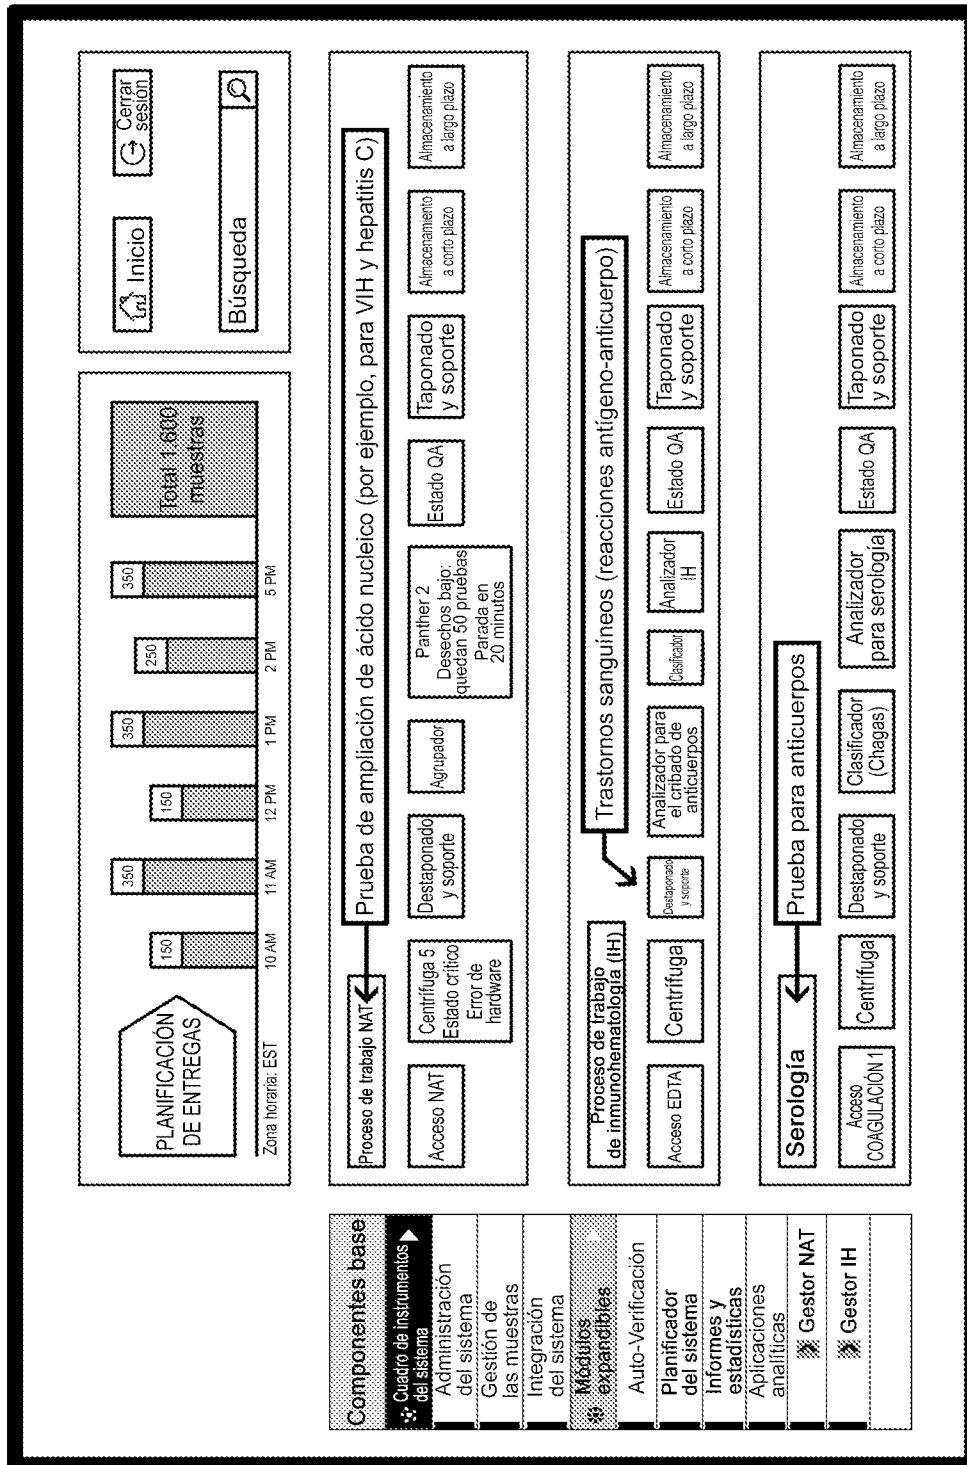 PLANIFICACIÓN
DE ENTREGAS
Zona horaria: EST
150
10 AM
350
11 AM
150
12 PM
350
1 PM
250
2 PM
350
5 PM
Total 1.600
muestras
Inicio
Cerrar
sesión
Búsqueda
Componentes base
Cuadro de instrumentos
del sistema
Administración
del sistema
Gestión de
las muestras
Integración
del sistema
Módulos
expandibles
Auto-Verificación
Planificador
del sistema
Informes y
estadísticas
Aplicaciones
analíticas
Gestor NAT
Gestor IH
Proceso de trabajo NAT
Prueba de ampliación de ácido nucleico (por ejemplo, para VIH y hepatitis C)
Acceso NAT
Centrífuga 5
Estado crítico
Error de
hardware
Destaponado
y soporte
Agrupador
Panther 2
Desechos bajo:
quedan 50 pruebas
Parada en
20 minutos
Estado QA
Taponado
y soporte
Almacenamiento
a corto plazo
Almacenamiento
a largo plazo
Proceso de trabajo
de inmunohematología (IH)
Trastornos sanguíneos (reacciones antígeno-anticuerpo)
Acceso EDTA
Centrífuga
Destaponado
y soporte
Analizador para
el cribado de
anticuerpos
Clasificador
Analizador
IH
Estado QA
Taponado
y soporte
Almacenamiento
a corto plazo
Almacenamiento
a largo plazo
Serología
Prueba para anticuerpos
Acceso
COAGULACIÓN 1
Centrífuga
Destaponado
y soporte
Clasificador
(Chagas)
Analizador
para serología
Estado QA
Taponado
y soporte
Almacenamiento
a corto plazo
Almacenamiento
a largo plazo